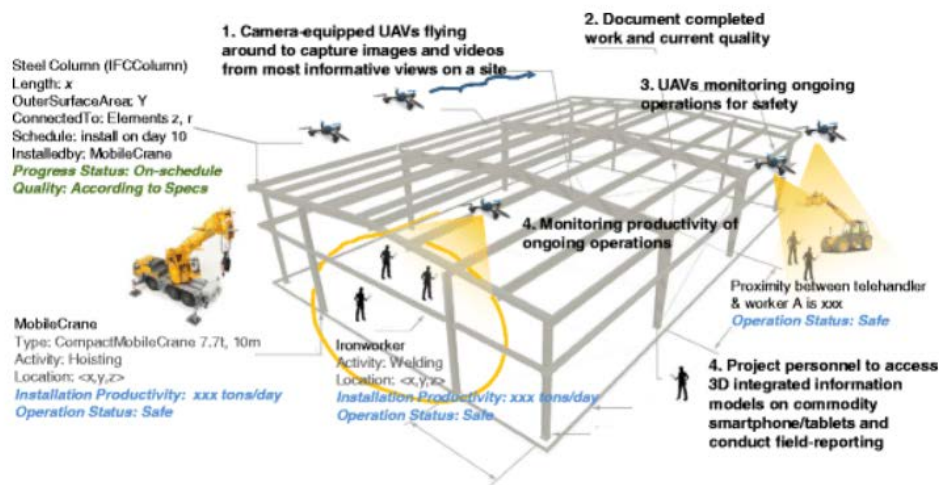 1. Camera-equipped UAVs flying
around to capture images and videos
from most informative views on a site
2. Document completed
work and current quality
Steel Column (IFCColumn)
Length: x
OuterSurfaceArea: Y
ConnectedTo: Elements z, r
Schedule: install on day 10
Installedby: MobileCrane
Progress Status: On-schedule
Quality: According to Specs
3. UAVs monitoring ongoing
operations for safety
4. Monitoring productivity of
ongoing operations
Proximity between telehandler
& worker A is xxx
Operation Status: Safe
MobileCrane
Type: CompactMobileCrane 7.7t, 10m
Activity: Hoisting
Location: <x,y,z>
Installation Productivity: xxx tons/day
Operation Status: Safe
Ironworker
Activity: Welding
Location: <x,y,z>
Installation Productivity: xxx tons/day
Operation Status: Safe
4. Project personnel to access
3D integrated information
models on commodity
smartphone/tablets and
conduct field-reporting